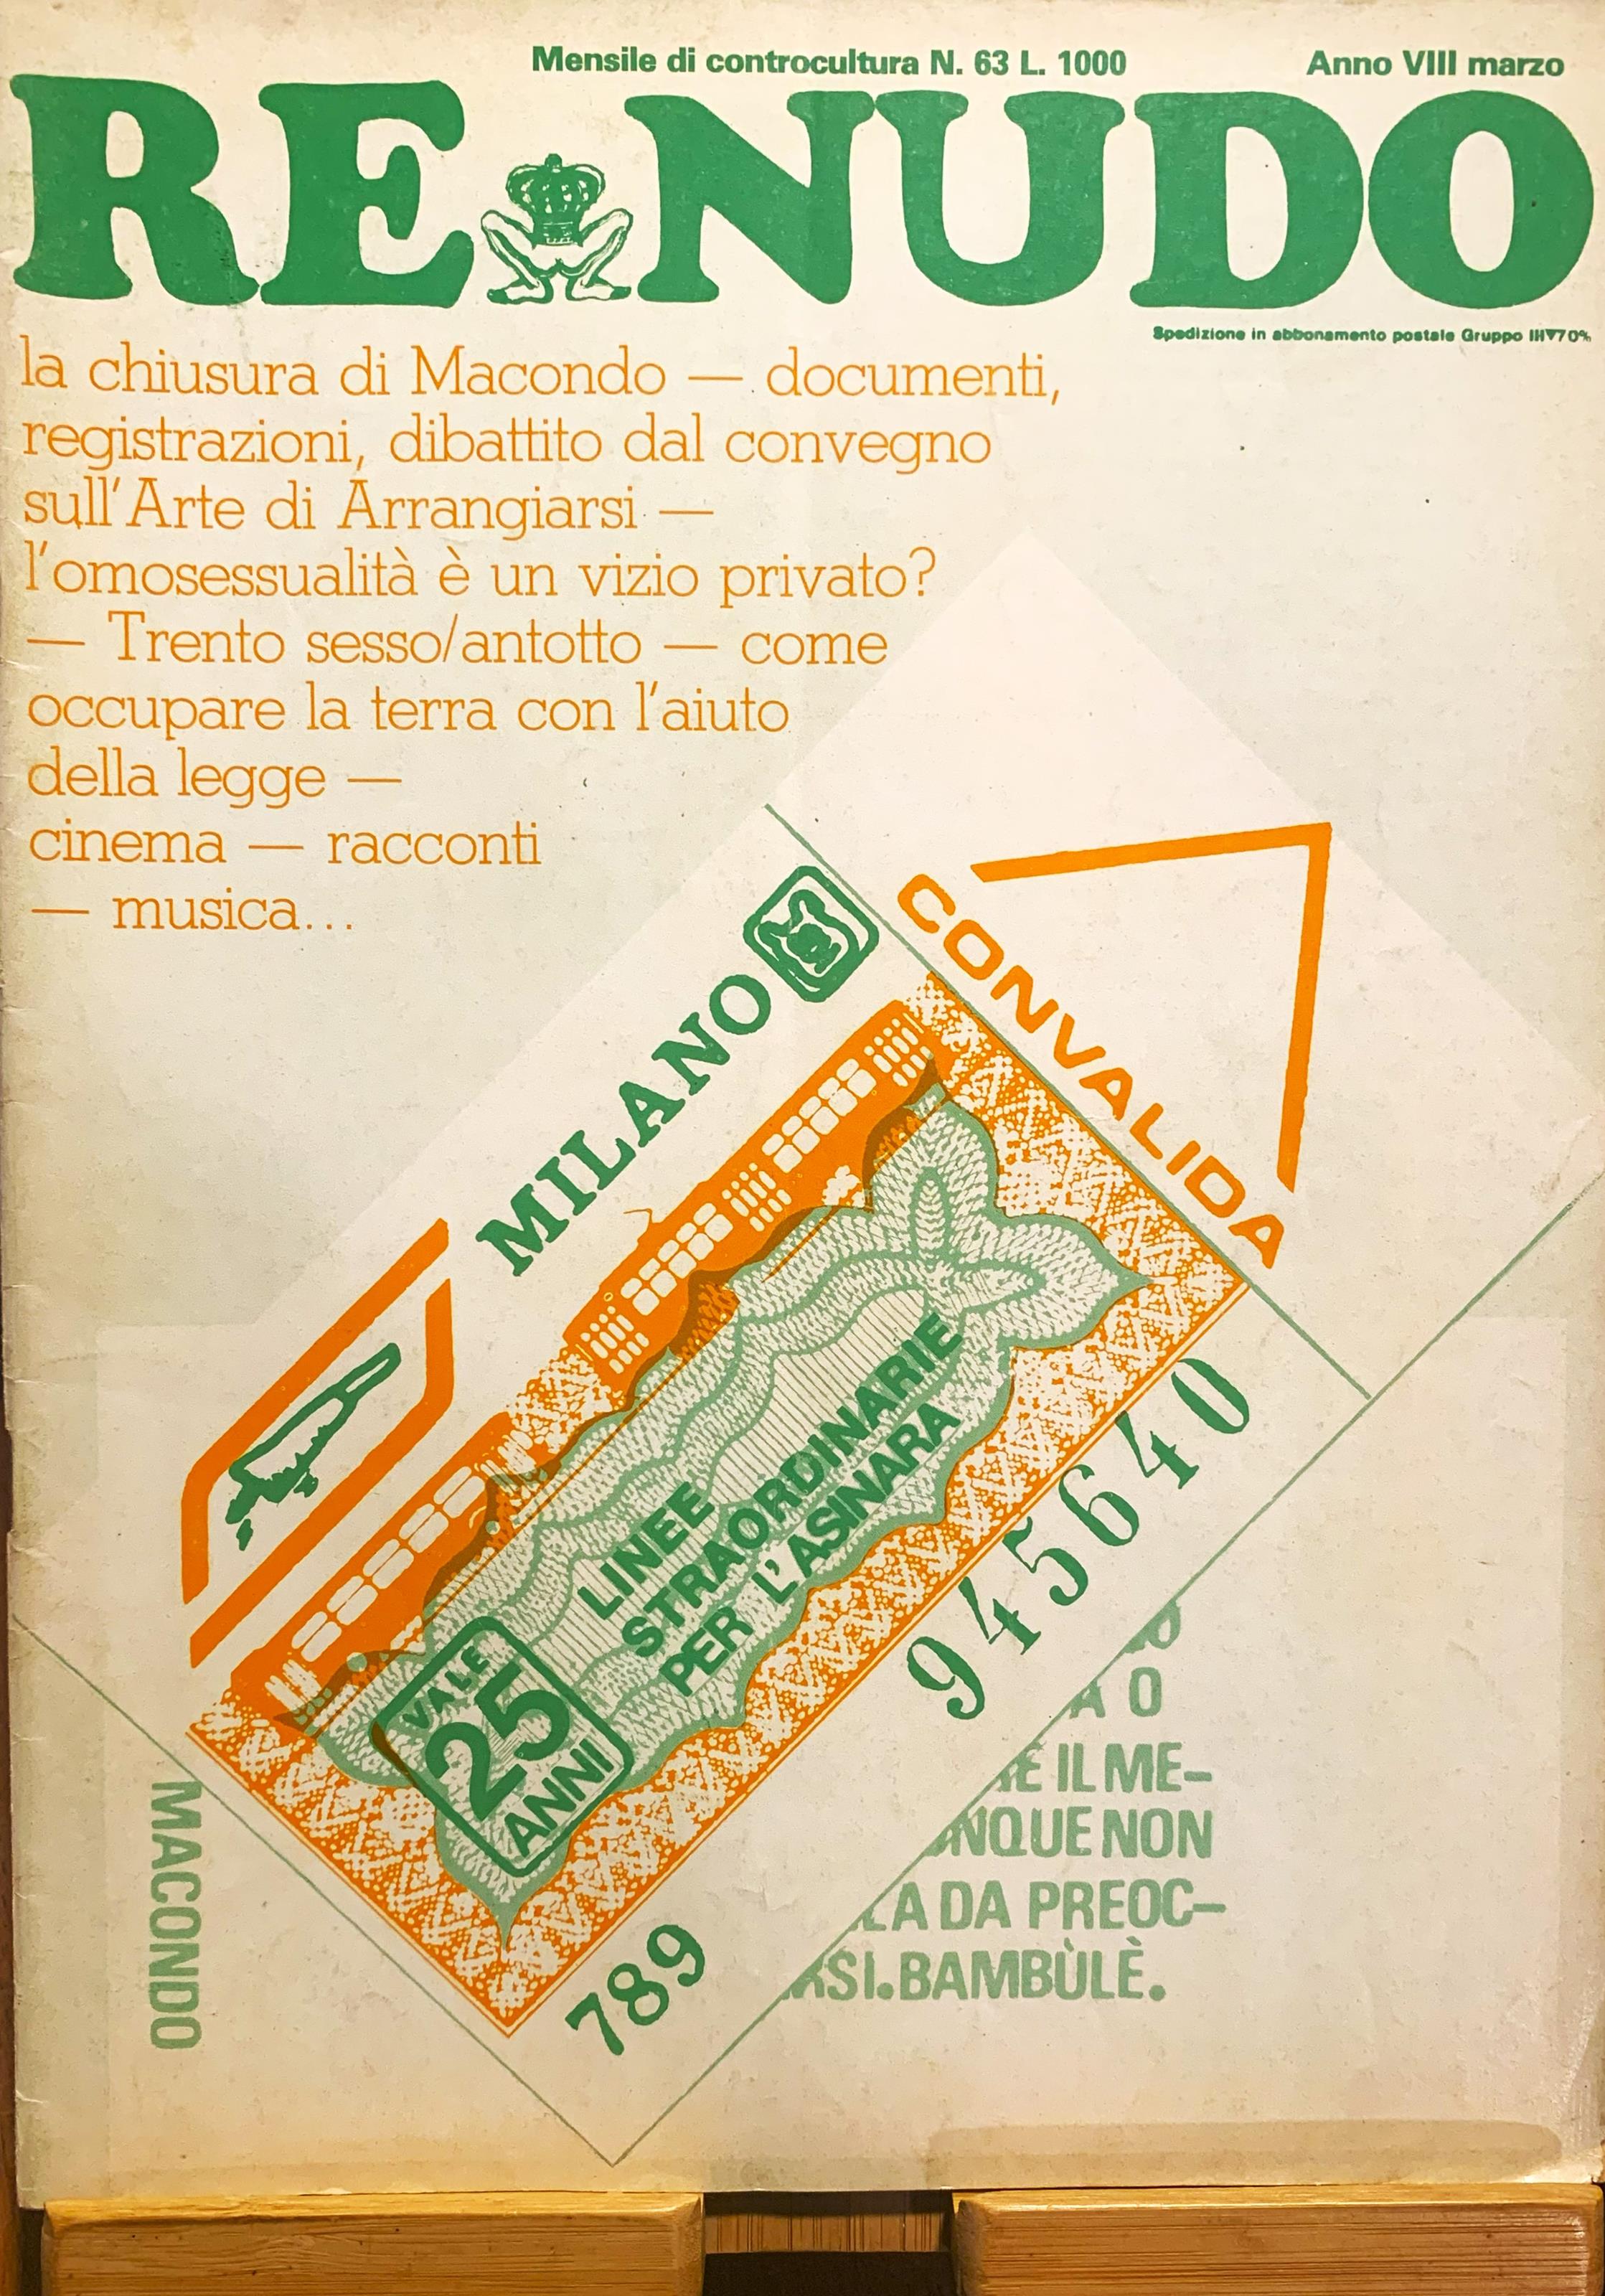 Mensile di controcultura N. 63 L. 1000
Anno VIII marzo
RE NUDO
Spedizione in abbonamento postale Gruppo III 70%
la chiusura di Macondo — documenti,
registrazioni, dibattito dal convegno
sull'Arte di Arrangiarsi —
l'omosessualità è un vizio privato?
— Trento sesso/antotto — come
occupare la terra con l'aiuto
della legge —
cinema — racconti
— musica...
CONVALIDA
MILANO
LINEE
STRAORDINARIE
PER L'ASINARA
VALE
25
ANNI
945640
789
MACONDO
A O
E IL ME-
NQUE NON
LA DA PREOC-
RSI. BAMBÙLÈ.